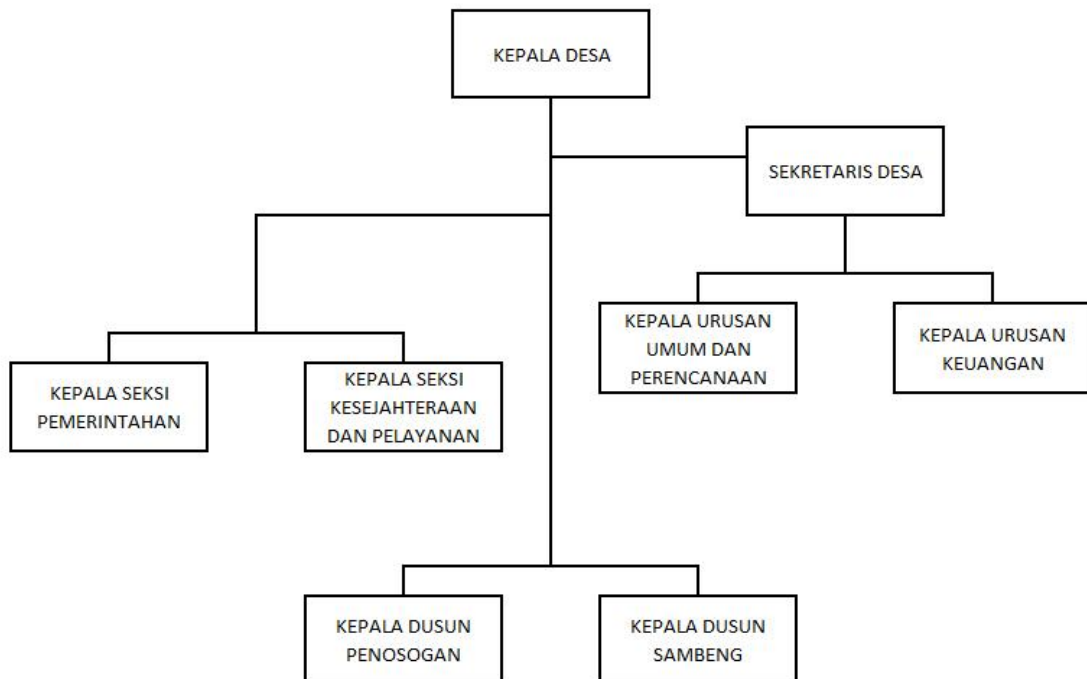 KEPALA DESA
SEKRETARIS DESA
KEPALA URUSAN
UMUM DAN
PERENCANAAN
KEPALA URUSAN
KEUANGAN
KEPALA SEKSI
PEMERINTAHAN
KEPALA SEKSI
KESEJAHTERAAN
DAN PELAYANAN
KEPALA DUSUN
PENOSOGAN
KEPALA DUSUN
SAMBENG